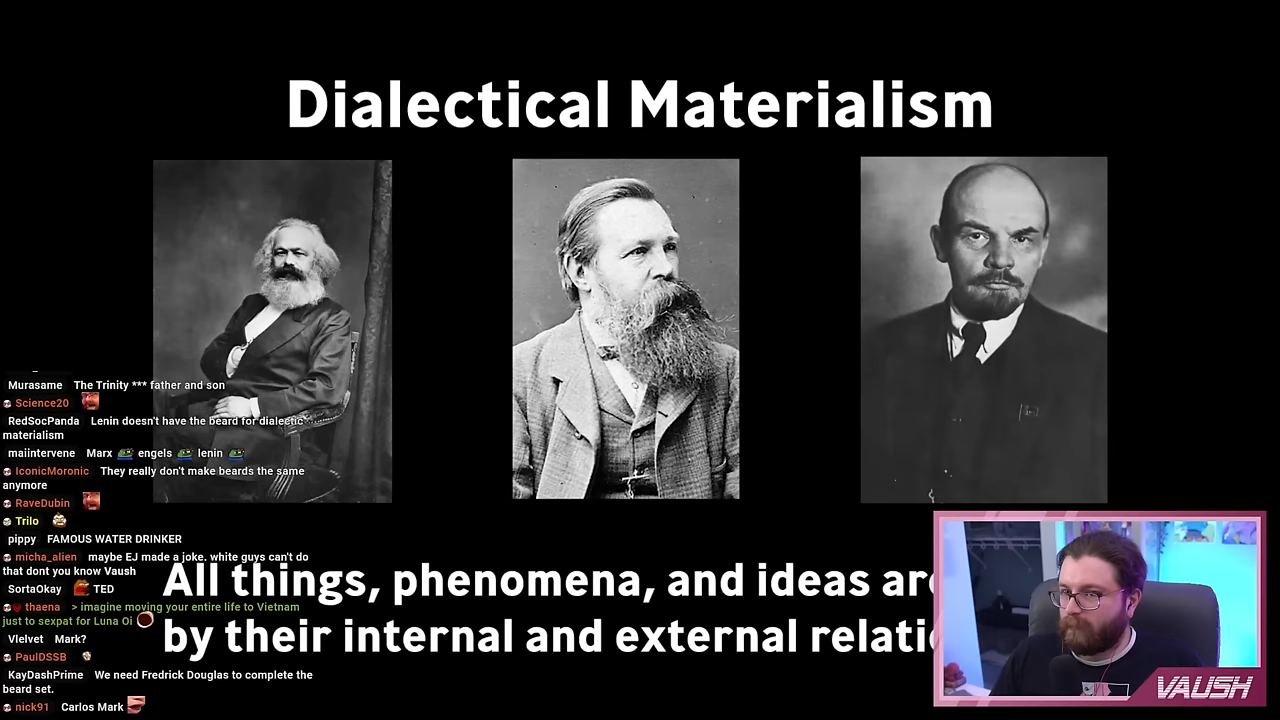 Dialectical Materialism
Murasame The Trinity *** father and son
Science20
RedSocPanda Lenin doesn't have the beard for dialectic
materialism
maiintervene Marx engels lenin
IconicMoronic They really don't make beards the same
anymore
RaveDubin
Trilo
pippy FAMOUS WATER DRINKER
micha_alien maybe EJ made a joke. white guys can't do
that dont you know Vaush
SortaOkay TED
thaena > imagine moving your entire life to Vietnam
just to sexpat for Luna Oi
Vlelvet Mark?
PaulDSSB
KayDashPrime We need Fredrick Douglas to complete the
beard set.
nick91 Carlos Mark
All things, phenomena, and ideas are
by their internal and external relati
VAUSH